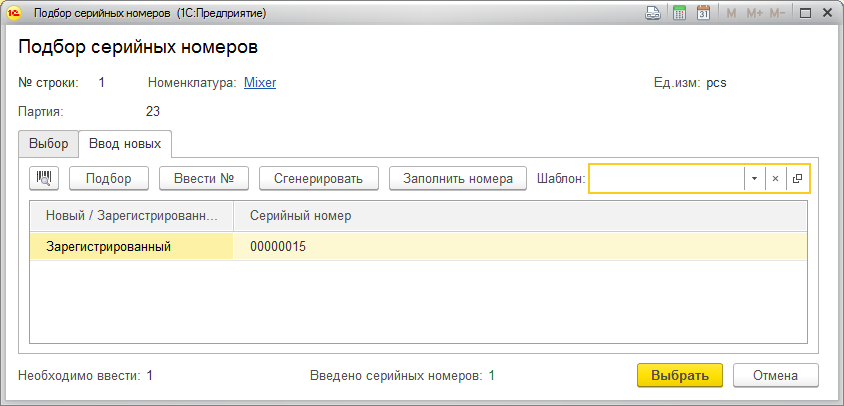 Подбор серийных номеров (1С:Предприятие)
M M+ M-
31
Подбор серийных номеров
№ строки: 1 Номенклатура: Mixer Ед.изм: pcs
Партия: 23
Выбор Ввод новых
Подбор Ввести № Сгенерировать Заполнить номера Шаблон:
Новый / Зарегистрированн... Серийный номер
Зарегистрированный 00000015
Необходимо ввести: 1 Введено серийных номеров: 1 Выбрать Отмена